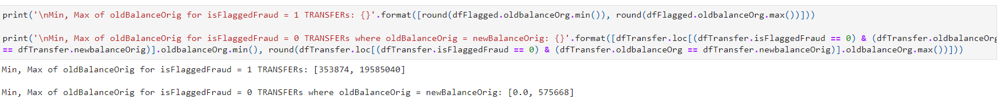 print('\nMin, Max of oldBalanceOrig for isFlaggedFraud = 1 TRANSFERs: {}'.format([round(dfFlagged.oldbalanceOrg.min()), round(dfFlagged.oldbalanceOrg.max())]))
print('\nMin, Max of oldBalanceOrig for isFlaggedFraud = 0 TRANSFERs where oldBalanceOrig = newBalanceOrig: {}'.format([dfTransfer.loc[(dfTransfer.isFlaggedFraud == 0) & (dfTransfer.oldbalanceOrg
== dfTransfer.newbalanceOrig)].oldbalanceOrg.min(), round(dfTransfer.loc[(dfTransfer.isFlaggedFraud == 0) & (dfTransfer.oldbalanceOrg == dfTransfer.newbalanceOrig)].oldbalanceOrg.max())]))
Min, Max of oldBalanceOrig for isFlaggedFraud = 1 TRANSFERs: [353874, 19585040]
Min, Max of oldBalanceOrig for isFlaggedFraud = 0 TRANSFERs where oldBalanceOrig = newBalanceOrig: [0.0, 575668]